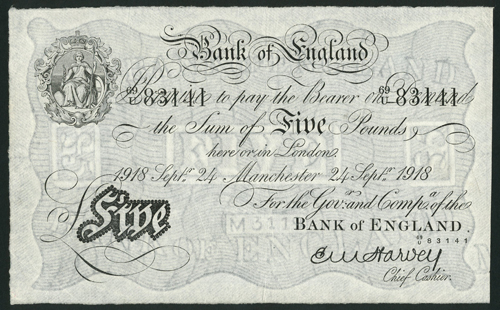 Bank of England
69/U 83141 to pay the Bearer on Demand 69/U 83141
the Sum of Five Pounds
here or in London.
1918 Septr 24 Manchester 24 Septr 1918
For the Govr and Compa of the
BANK OF ENGLAND.
69/U 83141
£ Five
E M Harvey
Chief Cashier.